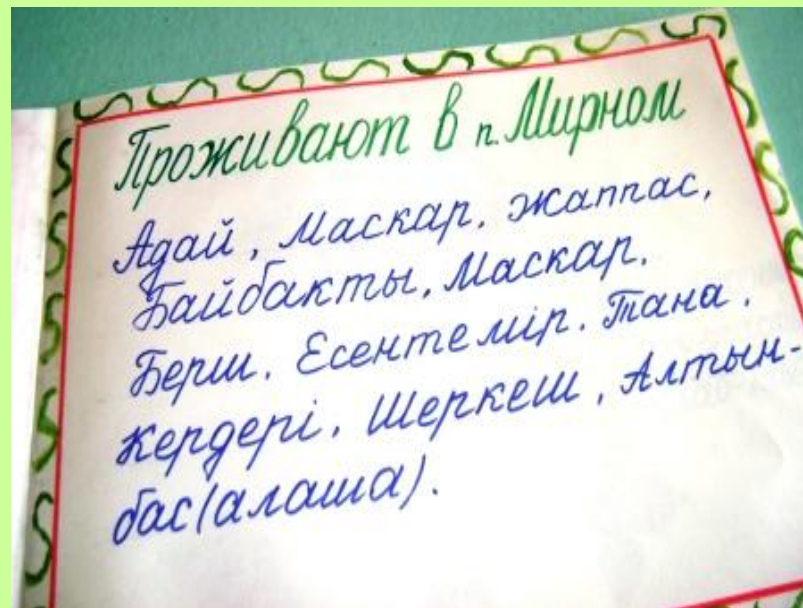 Проживают в п. Мирном
Адай, Маскар, жаппас,
Байбакты, Маскар,
Берш, Есентемір, Тана,
Кердері, Шеркеш, Алтын-
бас(алаша).